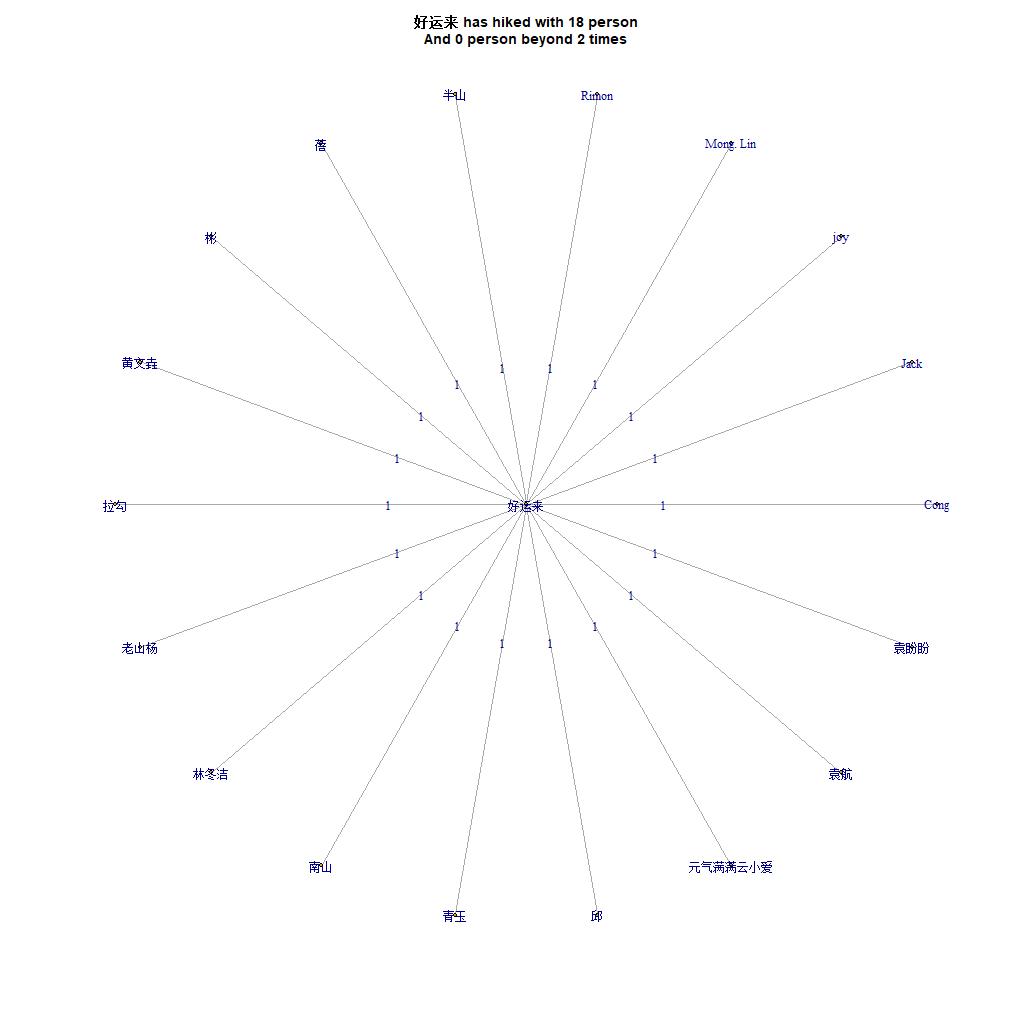 好运来 has hiked with 18 person
And 0 person beyond 2 times
半山
Rimon
Mong. Lin
蓿
joy
彬
黄文垚
Jack
1
1
1
1
1
1
1
1
拉勾
1
好运来
1
Cong
1
1
1
1
1
1
1
1
老山杨
袁盼盼
林冬洁
袁航
南山
元气满满云小爱
青玉
邱